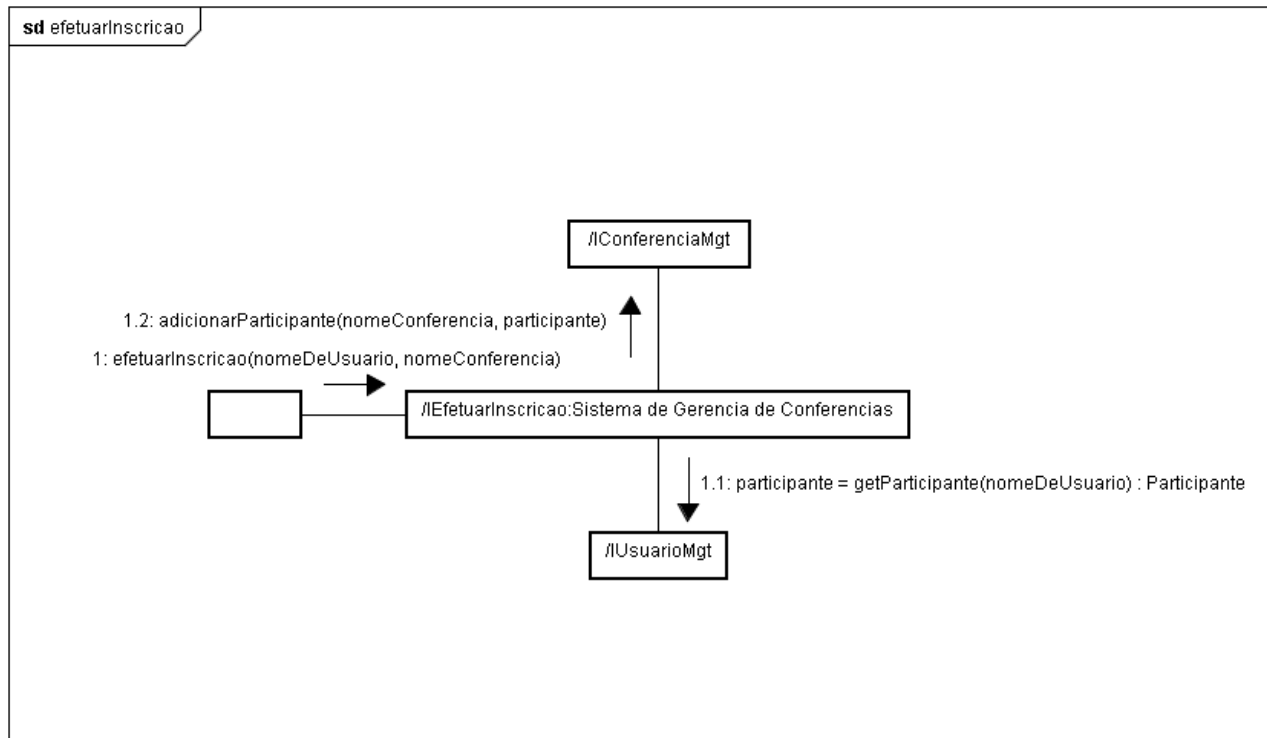 sd efetuarInscricao
/IConferenciaMgt
1.2: adicionarParticipante(nomeConferencia, participante)
1: efetuarInscricao(nomeDeUsuario, nomeConferencia)
/IEfetuarInscricao:Sistema de Gerencia de Conferencias
1.1: participante = getParticipante(nomeDeUsuario) : Participante
/IUsuarioMgt